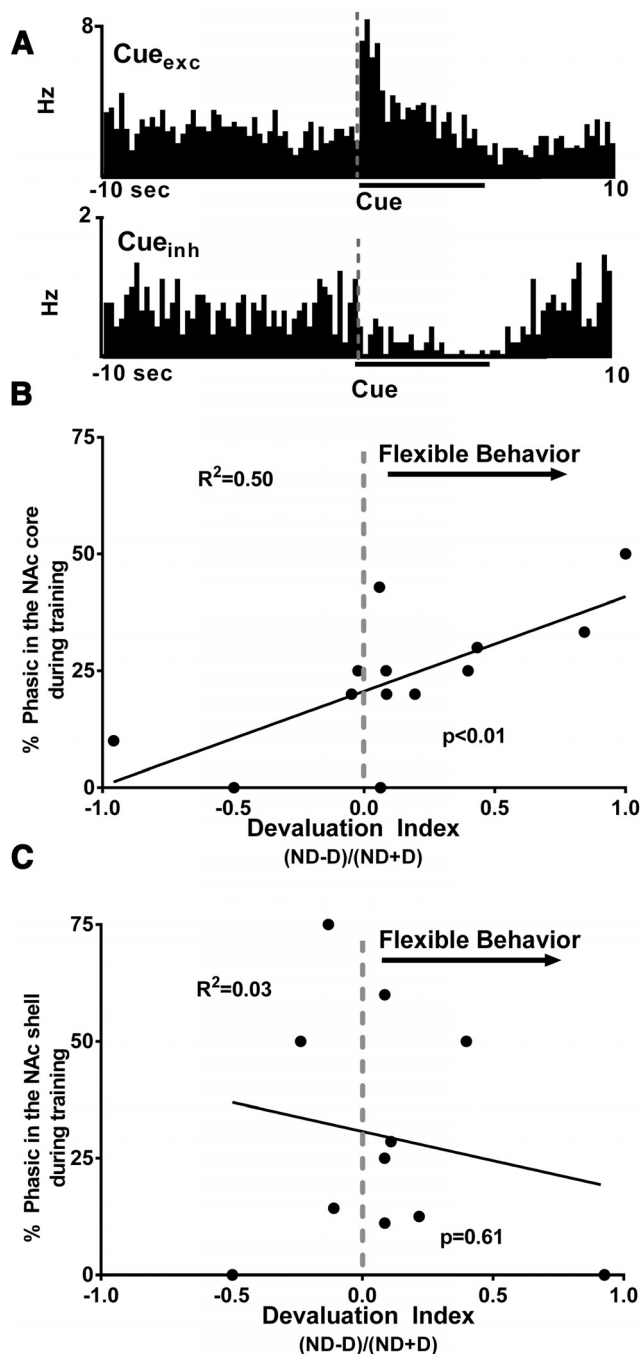 A
8
Cue_exc
Hz
-10 sec
Cue
10
2
Cue_inh
Hz
-10 sec
Cue
10
B
75
Flexible Behavior
R²=0.50
50
% Phasic in the NAc core
during training
25
p<0.01
0
-1.0 -0.5 0.0 0.5 1.0
Devaluation Index
(ND-D)/(ND+D)
C
75
Flexible Behavior
R²=0.03
50
% Phasic in the NAc shell
during training
25
p=0.61
0
-1.0 -0.5 0.0 0.5 1.0
Devaluation Index
(ND-D)/(ND+D)